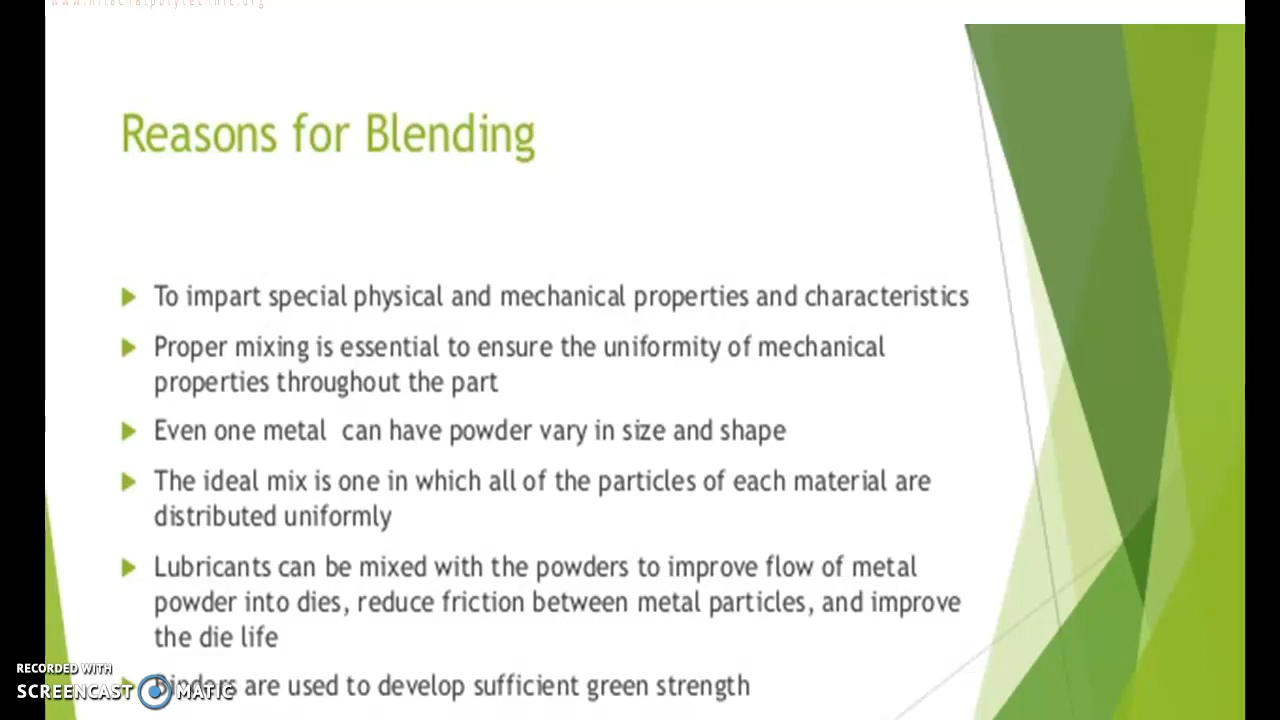 www.hitechalpolytechnic.org
Reasons for Blending
To impart special physical and mechanical properties and characteristics
Proper mixing is essential to ensure the uniformity of mechanical
properties throughout the part
Even one metal can have powder vary in size and shape
The ideal mix is one in which all of the particles of each material are
distributed uniformly
Lubricants can be mixed with the powders to improve flow of metal
powder into dies, reduce friction between metal particles, and improve
the die life
Binders are used to develop sufficient green strength
RECORDED WITH
SCREENCAST MATIC